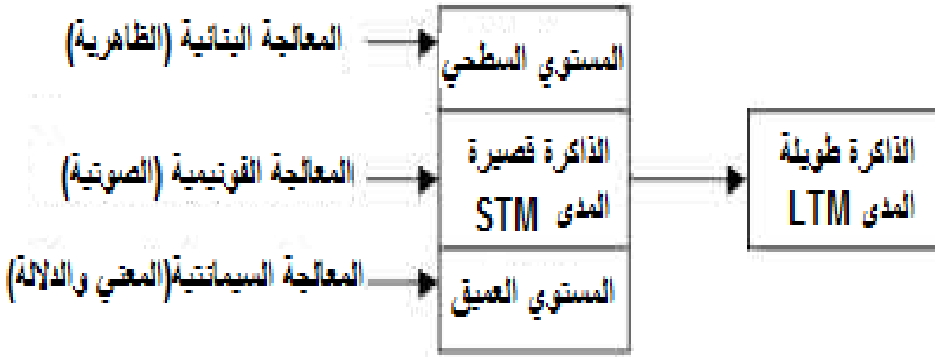 المعالجة البنائية (الظاهرية)
المستوي السطحي
المعالجة الفونيمية (الصوتية)
الذاكرة قصيرة
المدى STM
الذاكرة طويلة
المدى LTM
المعالجة السيمانتية(المعني والدلالة)
المستوي العميق